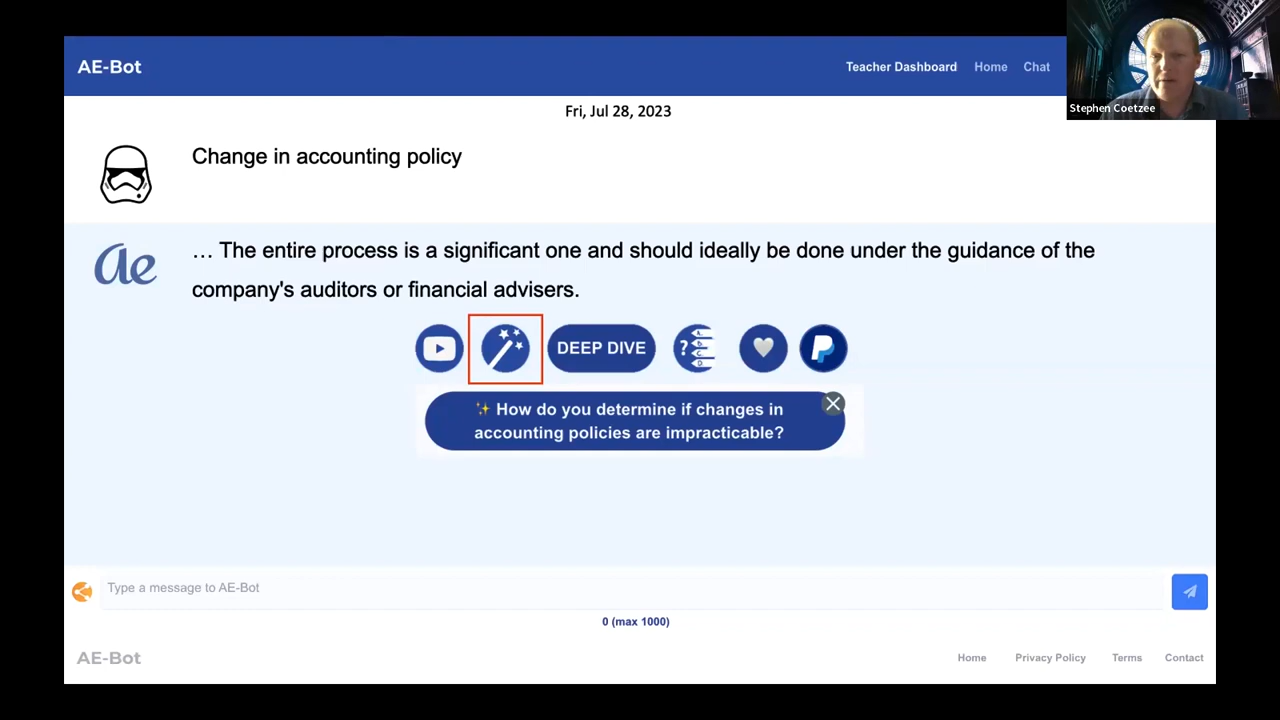 AE-Bot
Teacher Dashboard Home Chat
Stephen Coetzee
Fri, Jul 28, 2023
Change in accounting policy
ae
… The entire process is a significant one and should ideally be done under the guidance of the
company's auditors or financial advisers.
DEEP DIVE
✨ How do you determine if changes in
accounting policies are impracticable?
Type a message to AE-Bot
0 (max 1000)
AE-Bot
Home Privacy Policy Terms Contact